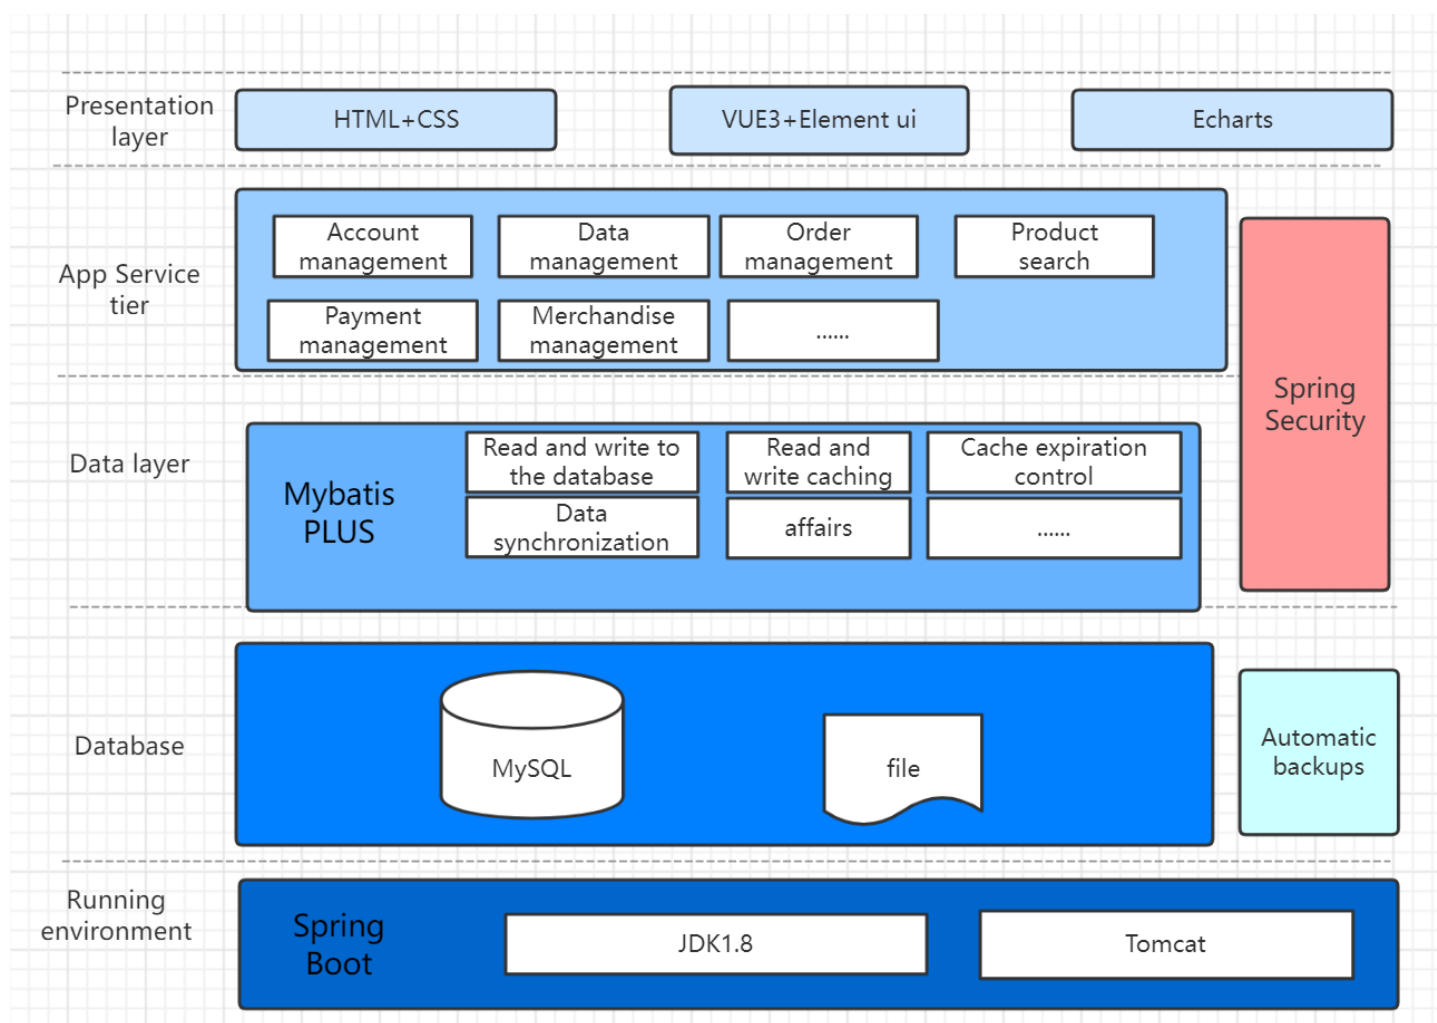 Presentation
layer
HTML+CSS
VUE3+Element ui
Echarts
App Service
tier
Account
management
Data
management
Order
management
Product
search
Payment
management
Merchandise
management
......
Spring
Security
Data layer
Mybatis
PLUS
Read and write to
the database
Read and
write caching
Cache expiration
control
Data
synchronization
affairs
......
Database
MySQL
file
Automatic
backups
Running
environment
Spring
Boot
JDK1.8
Tomcat